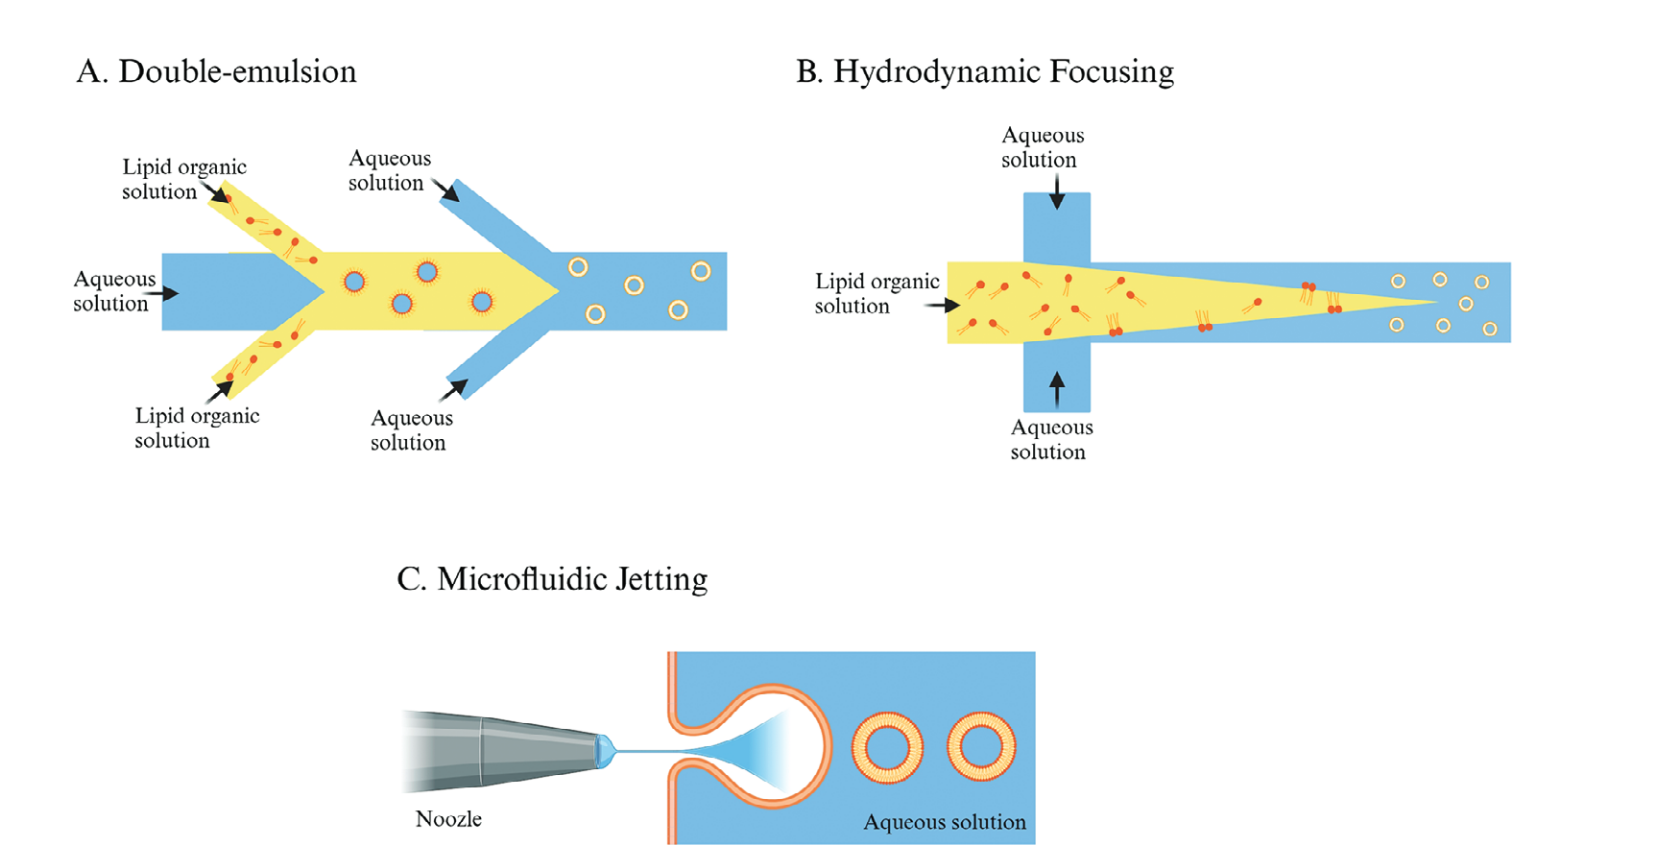 A. Double-emulsion
B. Hydrodynamic Focusing
Lipid organic
solution
Aqueous
solution
Aqueous
solution
Lipid organic
solution
Aqueous
solution
Aqueous
solution
Lipid organic
solution
Aqueous
solution
C. Microfluidic Jetting
Noozle
Aqueous solution